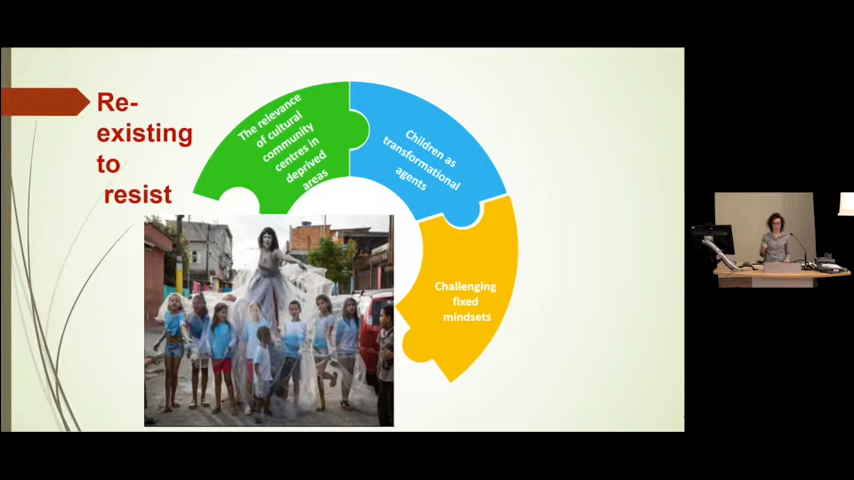 Re-
existing
to
resist
The relevance
of cultural
community
centres in
deprived
areas
Children as
transformational
agents
Challenging
fixed
mindsets